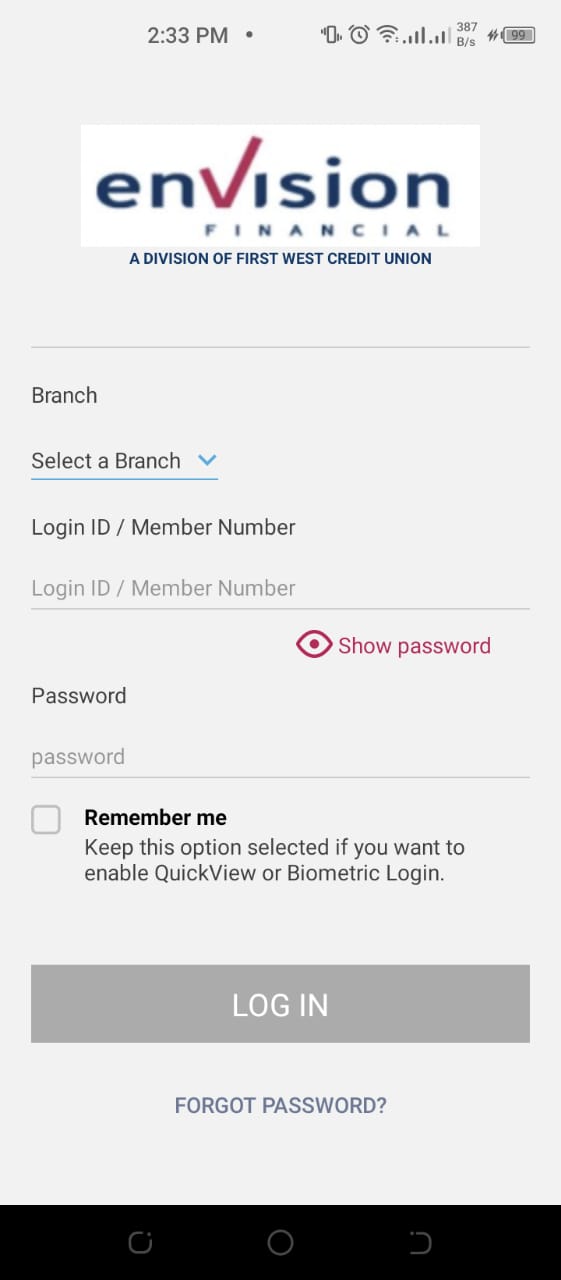 2:33 PM •
387
B/s
99
envision
FINANCIAL
A DIVISION OF FIRST WEST CREDIT UNION
Branch
Select a Branch
Login ID / Member Number
Login ID / Member Number
Show password
Password
password
Remember me
Keep this option selected if you want to
enable QuickView or Biometric Login.
LOG IN
FORGOT PASSWORD?